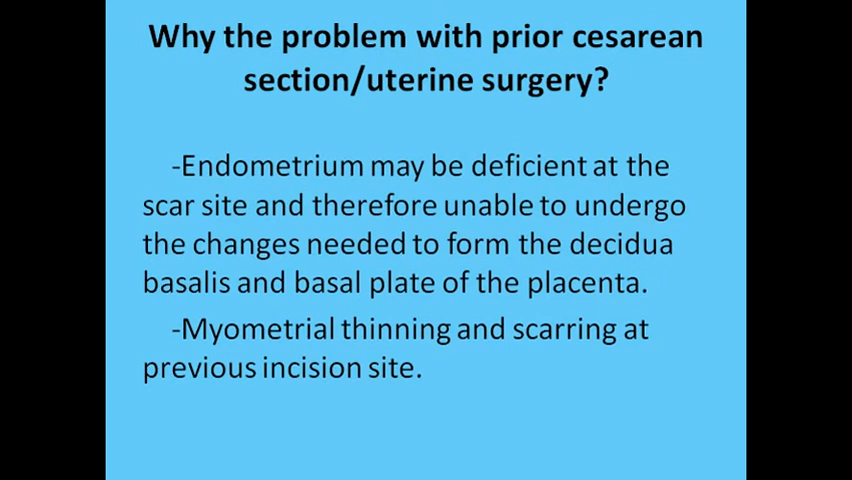 Why the problem with prior cesarean
section/uterine surgery?
-Endometrium may be deficient at the
scar site and therefore unable to undergo
the changes needed to form the decidua
basalis and basal plate of the placenta.
-Myometrial thinning and scarring at
previous incision site.